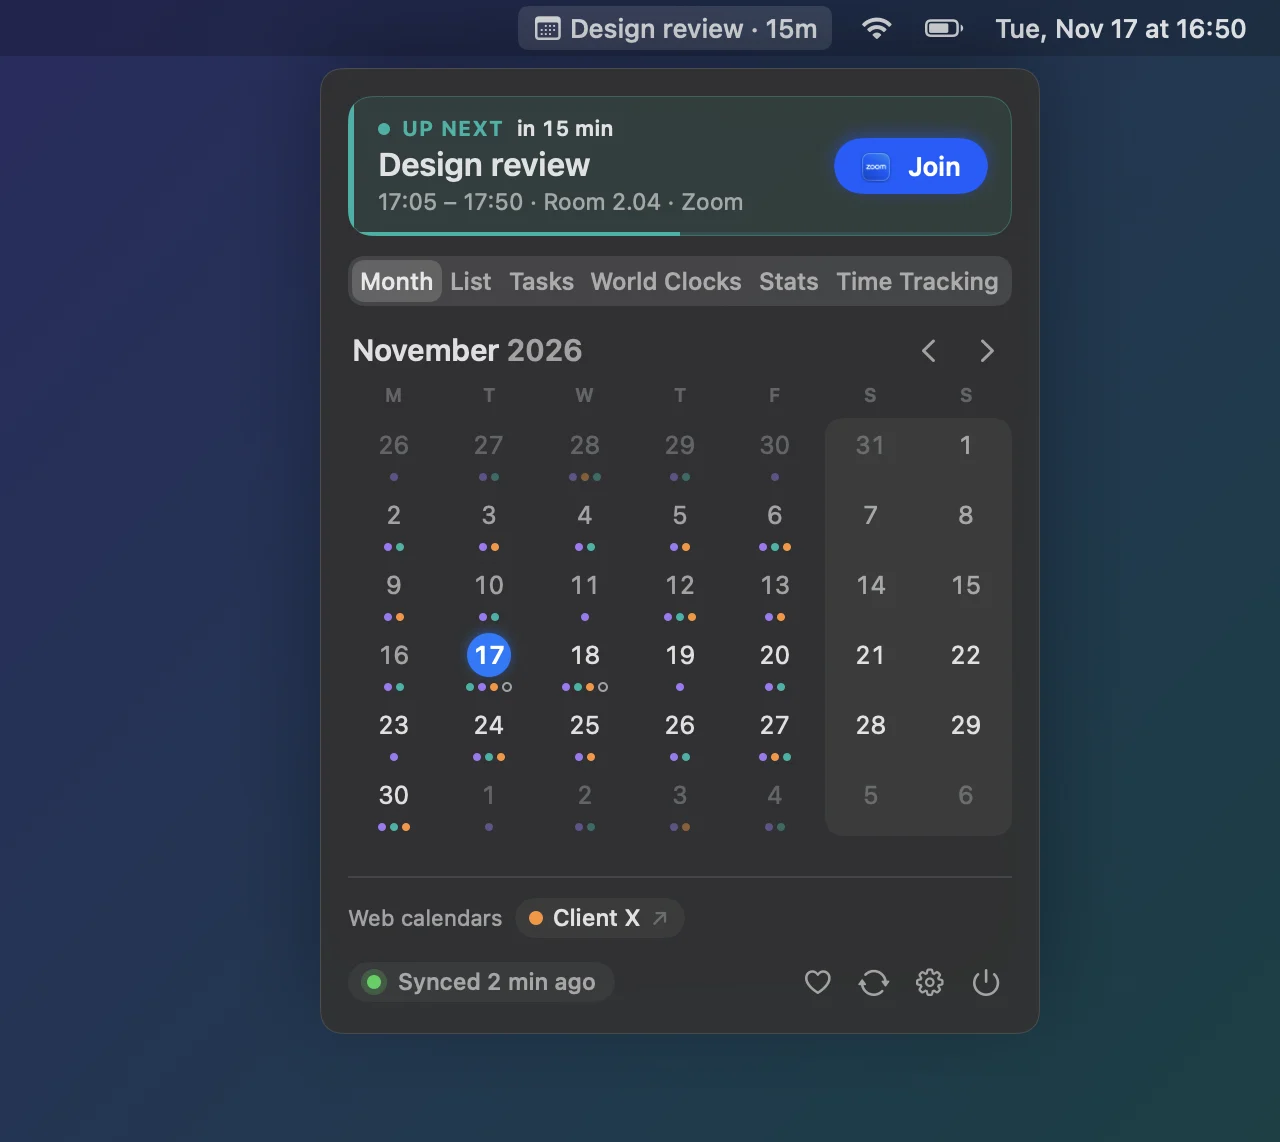 Design review · 15m
Tue, Nov 17 at 16:50
UP NEXT in 15 min
Design review
17:05 – 17:50 · Room 2.04 · Zoom
zoom
Join
Month List Tasks World Clocks Stats Time Tracking
November 2026
M T W T F S S
26 27 28 29 30 31 1
2 3 4 5 6 7 8
9 10 11 12 13 14 15
16 17 18 19 20 21 22
23 24 25 26 27 28 29
30 1 2 3 4 5 6
Web calendars Client X
Synced 2 min ago